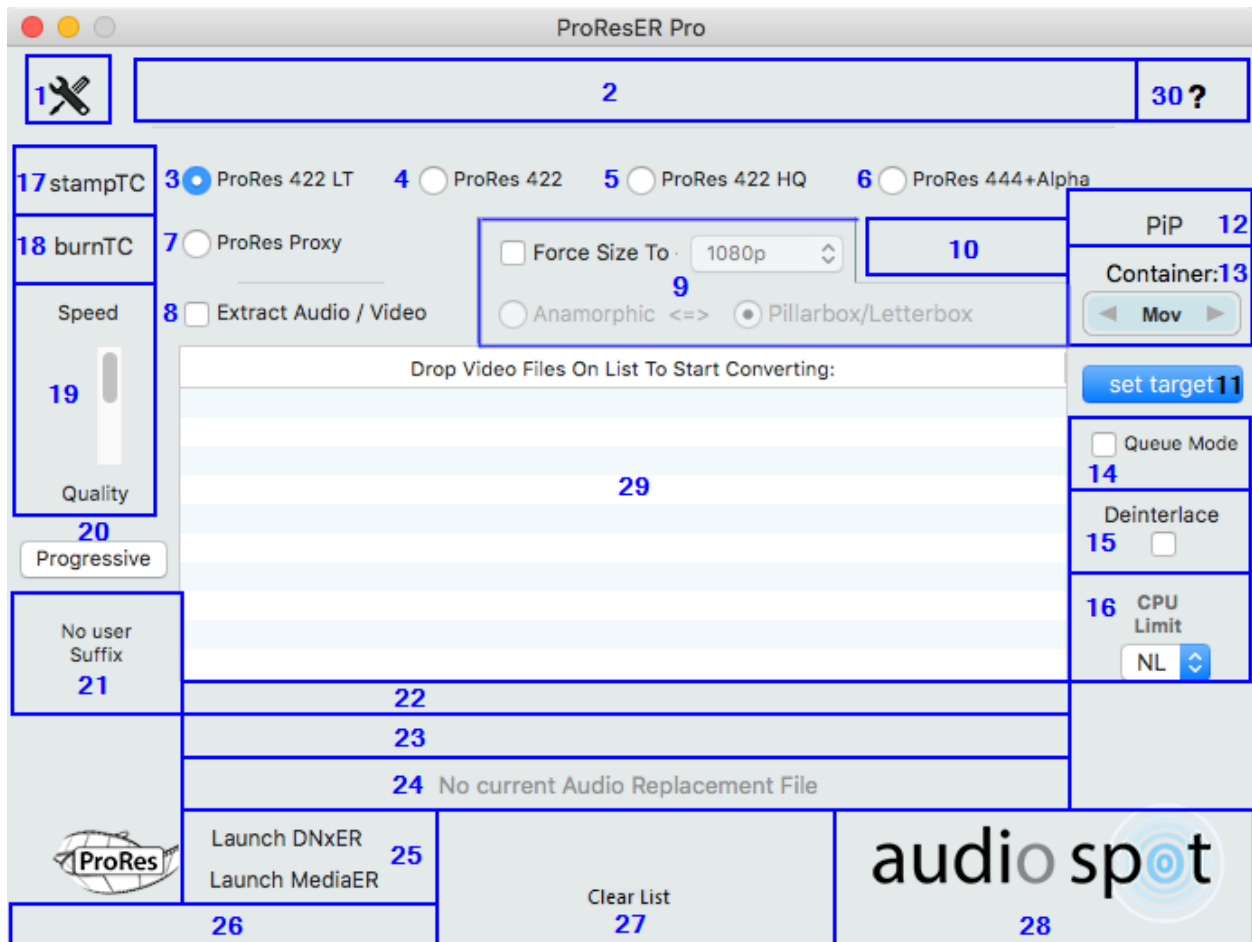 ProResER Pro
1
2
30 ?
17 stampTC
3 ProRes 422 LT
4 ProRes 422
5 ProRes 422 HQ
6 ProRes 444+Alpha
18 burnTC
7 ProRes Proxy
Force Size To
1080p
10
PiP 12
9
Container: 13
Speed
8 Extract Audio / Video
Anamorphic <=> Pillarbox/Letterbox
Mov
Drop Video Files On List To Start Converting:
set target 11
19
Queue Mode
14
Quality
29
20
Progressive
Deinterlace
15
16 CPU
Limit
NL
No user
Suffix
21
22
23
24 No current Audio Replacement File
ProRes
Launch DNxER
25
Launch MediaER
audio spot
Clear List
26
27
28